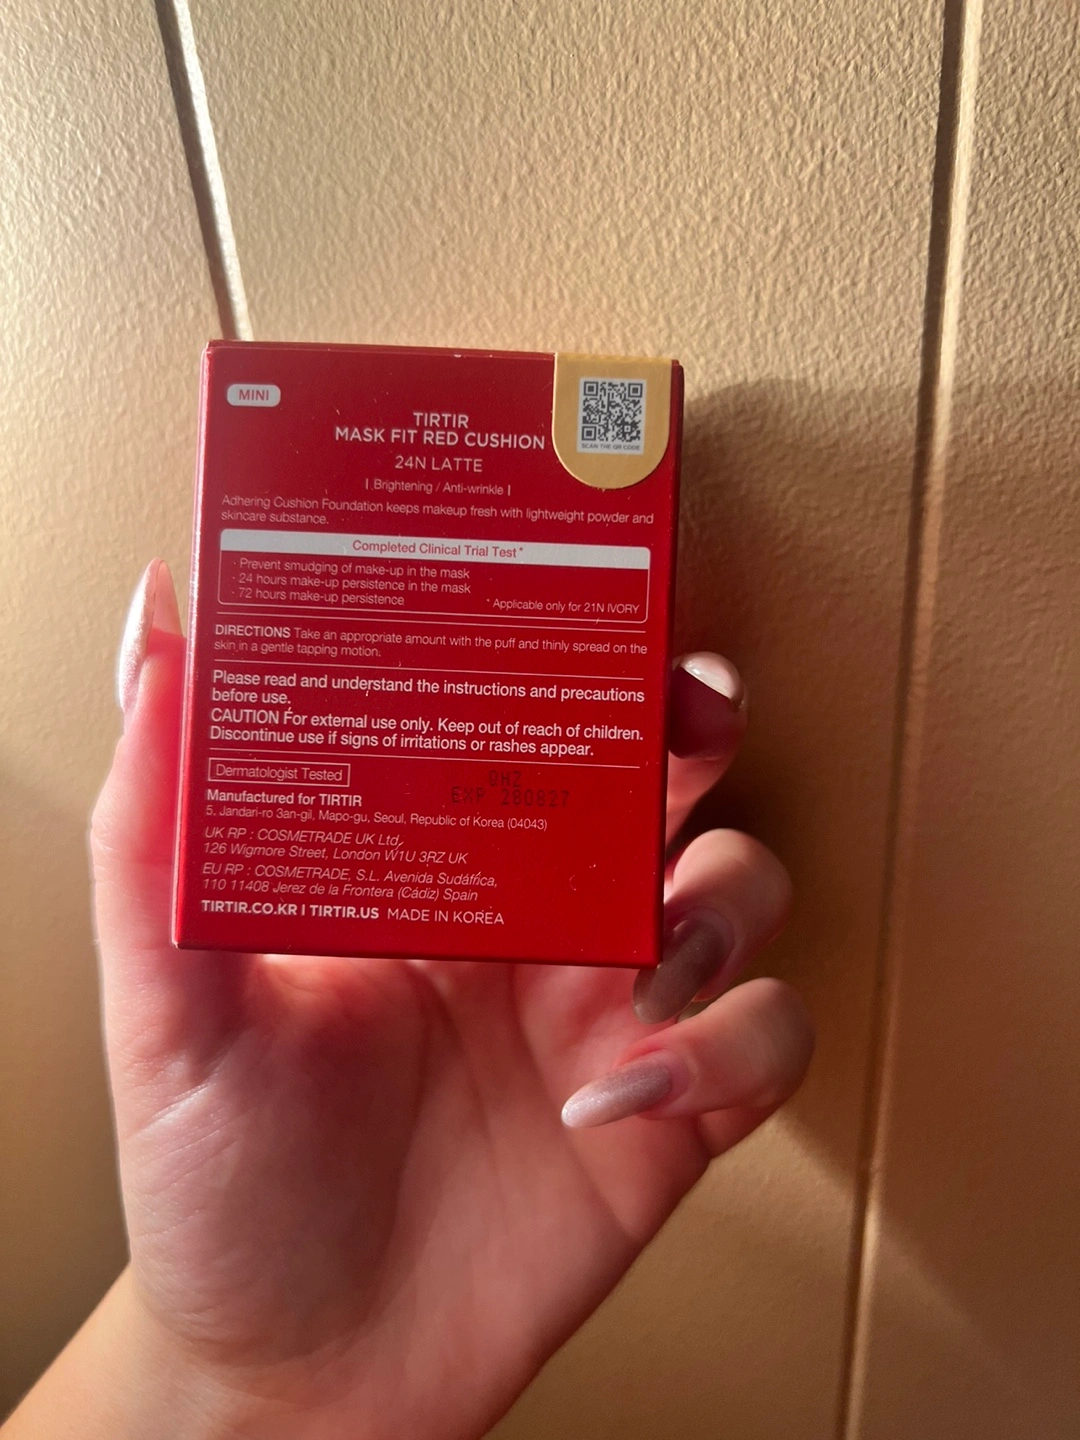 MINI
TIRTIR
MASK FIT RED CUSHION
24N LATTE
| Brightening / Anti-wrinkle |
Adhering Cushion Foundation keeps makeup fresh with lightweight powder and
skincare substance.
SCAN THE QR CODE
Completed Clinical Trial Test*
· Prevent smudging of make-up in the mask
· 24 hours make-up persistence in the mask
· 72 hours make-up persistence
* Applicable only for 21N IVORY
DIRECTIONS Take an appropriate amount with the puff and thinly spread on the
skin in a gentle tapping motion.
Please read and understand the instructions and precautions
before use.
CAUTION For external use only. Keep out of reach of children.
Discontinue use if signs of irritations or rashes appear.
Dermatologist Tested
QHZ
EXP 280827
Manufactured for TIRTIR
5, Jandari-ro 3an-gil, Mapo-gu, Seoul, Republic of Korea (04043)
UK RP : COSMETRADE UK Ltd,
126 Wigmore Street, London W1U 3RZ UK
EU RP : COSMETRADE, S.L. Avenida Sudáfrica,
110 11408 Jerez de la Frontera (Cádiz) Spain
TIRTIR.CO.KR | TIRTIR.US MADE IN KOREA